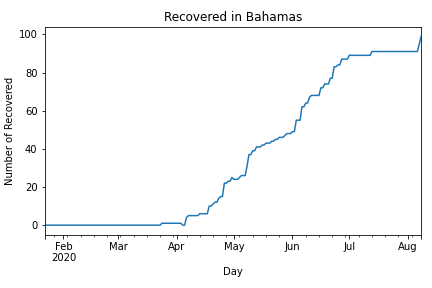 Recovered in Bahamas
Number of Recovered
100
80
60
40
20
0
Feb
2020
Mar
Apr
May
Jun
Jul
Aug
Day